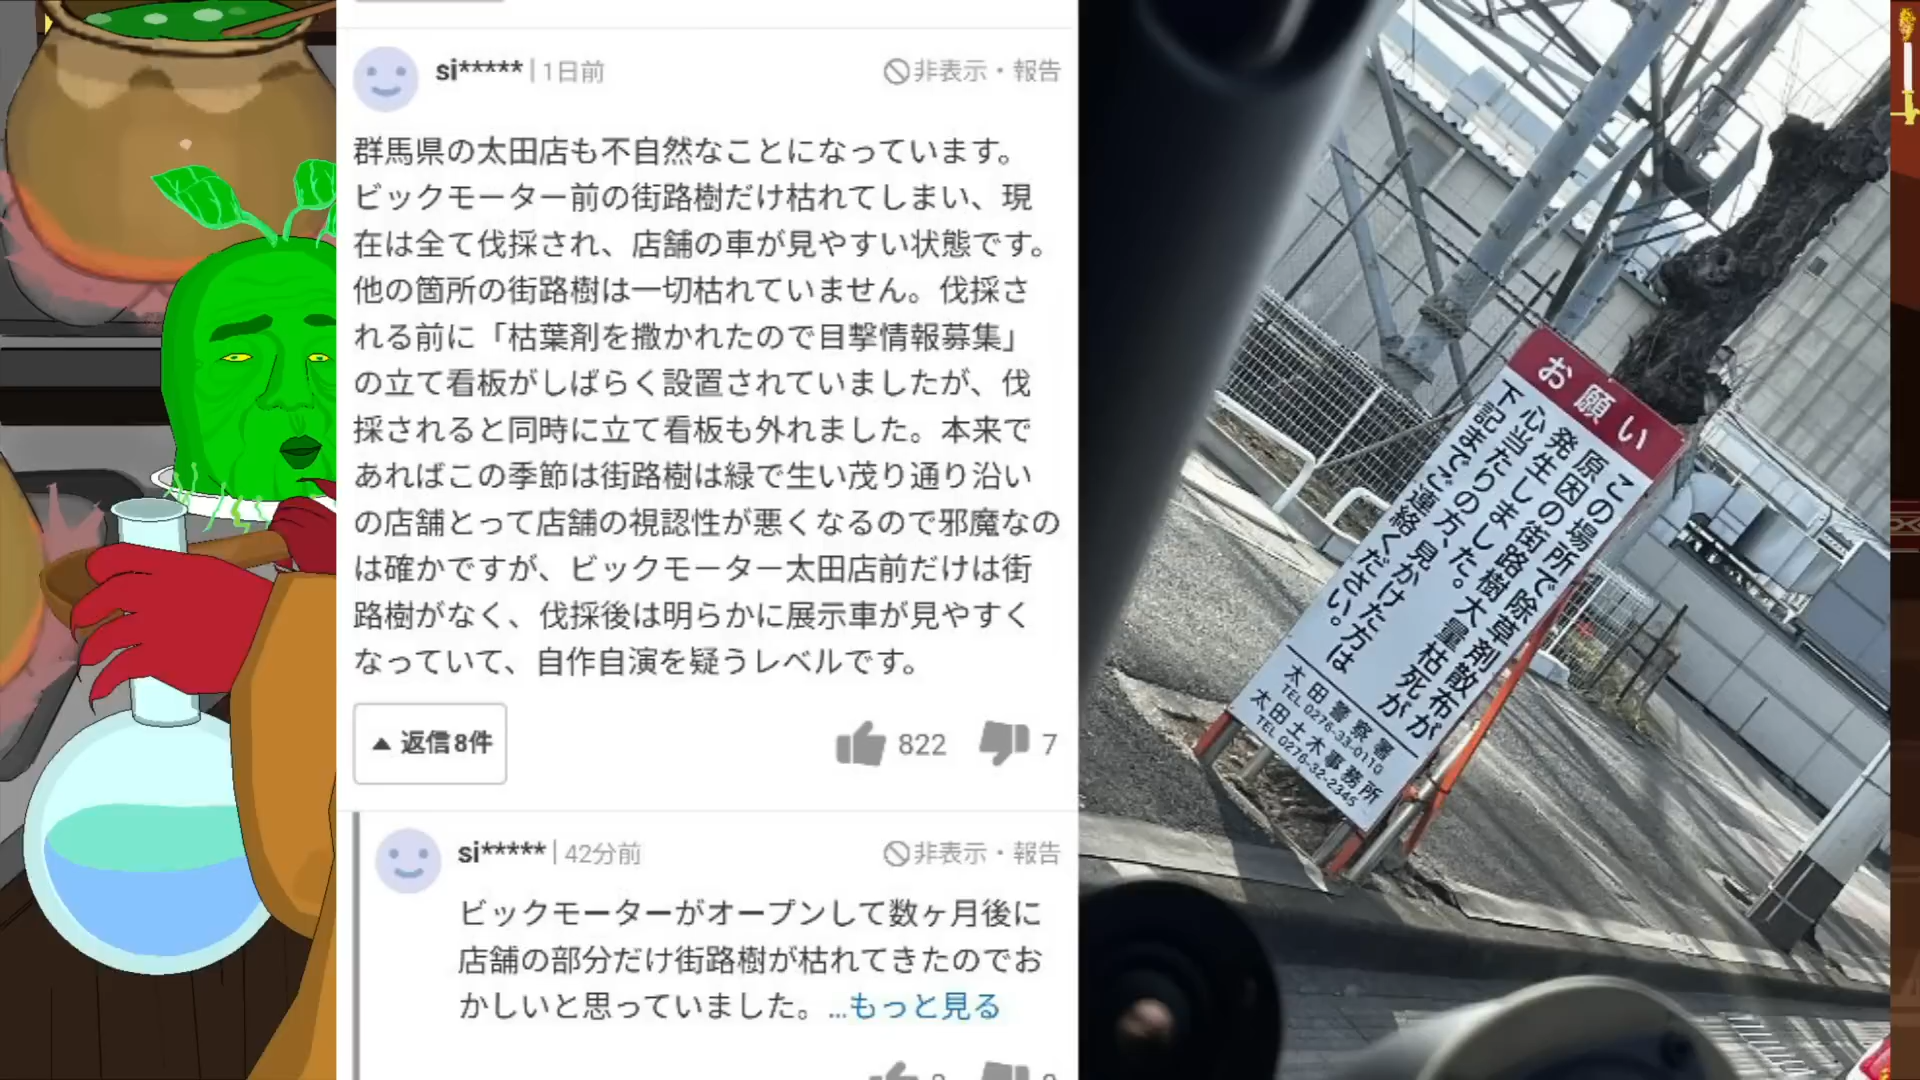 si*****
1日前
非表示・報告
群馬県の太田店も不自然なことになっています。
ビックモーター前の街路樹だけ枯れてしまい、現
在は全て伐採され、店舗の車が見やすい状態です。
他の箇所の街路樹は一切枯れていません。伐採さ
れる前に「枯葉剤を撒かれたので目撃情報募集」
の立て看板がしばらく設置されていましたが、伐
採されると同時に立て看板も外れました。本来で
あればこの季節は街路樹は緑で生い茂り通り沿い
の店舗とって店舗の視認性が悪くなるので邪魔なの
は確かですが、ビックモーター太田店前だけは街
路樹がなく、伐採後は明らかに展示車が見やすく
なっていて、自作自演を疑うレベルです。
返信8件
822
7
si*****
42分前
非表示・報告
ビックモーターがオープンして数ヶ月後に
店舗の部分だけ街路樹が枯れてきたのでお
かしいと思っていました。...もっと見る
お願い
この場所で除草剤散布が
原因の街路樹大量枯死が
発生しました。
心当たりの方、見かけた方は
下記までご連絡ください。
太田警察署
TEL 0276-33-0110
太田土木事務所
TEL 0276-32-2345